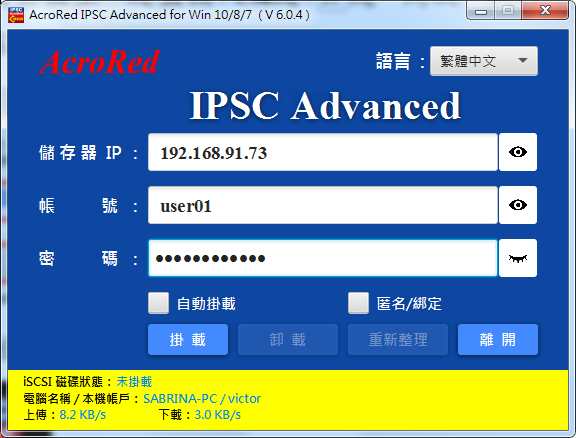 AcroRed IPSC Advanced for Win 10/8/7 ( V 6.0.4 )
AcroRed
語言 : 繁體中文
IPSC Advanced
儲存器 IP : 192.168.91.73
帳 號 : user01
密 碼 : ••••••••••••
自動掛載 匿名/綁定
掛 載 卸 載 重新整理 離 開
iSCSI 磁碟狀態 : 未掛載
電腦名稱 / 本機帳戶 : SABRINA-PC / victor
上傳 : 8.2 KB/s 下載 : 3.0 KB/s